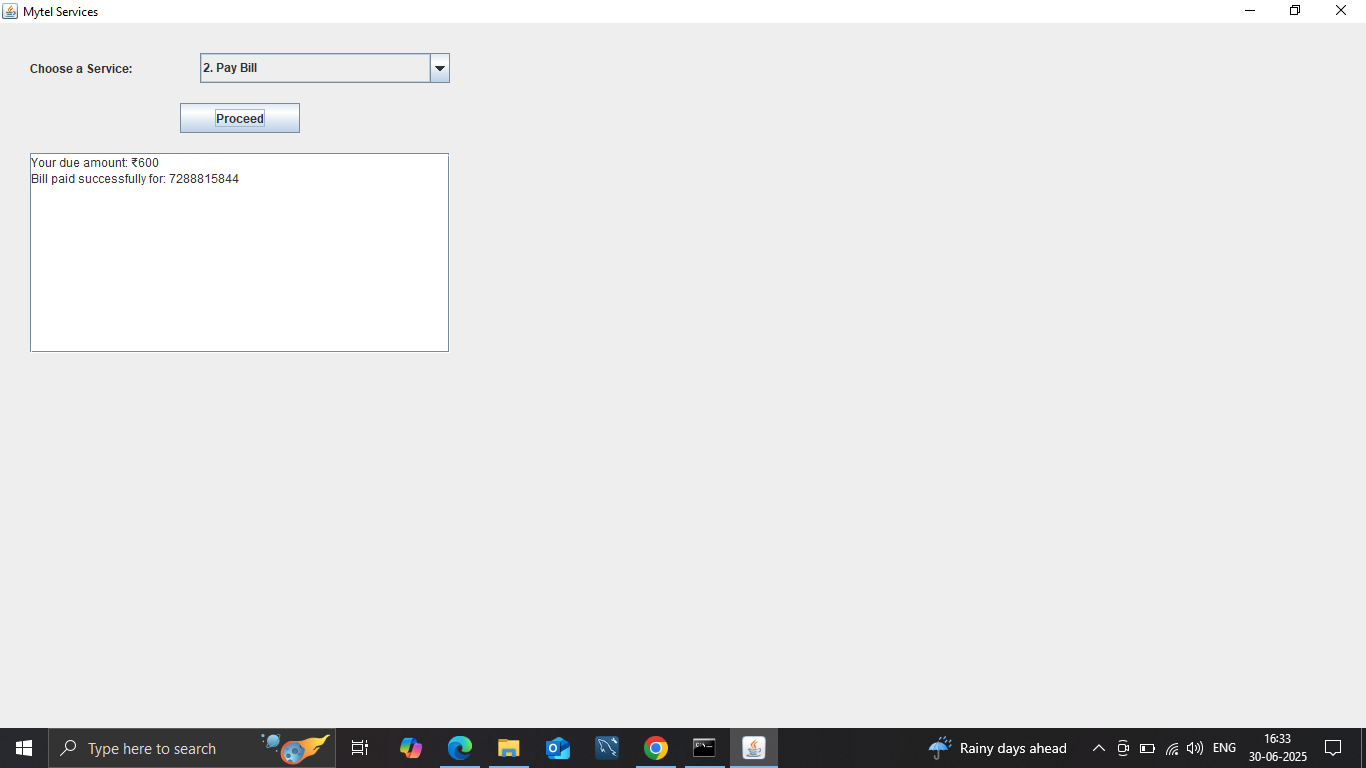 Mytel Services
Choose a Service:
2. Pay Bill
Proceed
Your due amount: ₹600
Bill paid successfully for: 7288815844
Type here to search
Rainy days ahead
ENG
16:33
30-06-2025